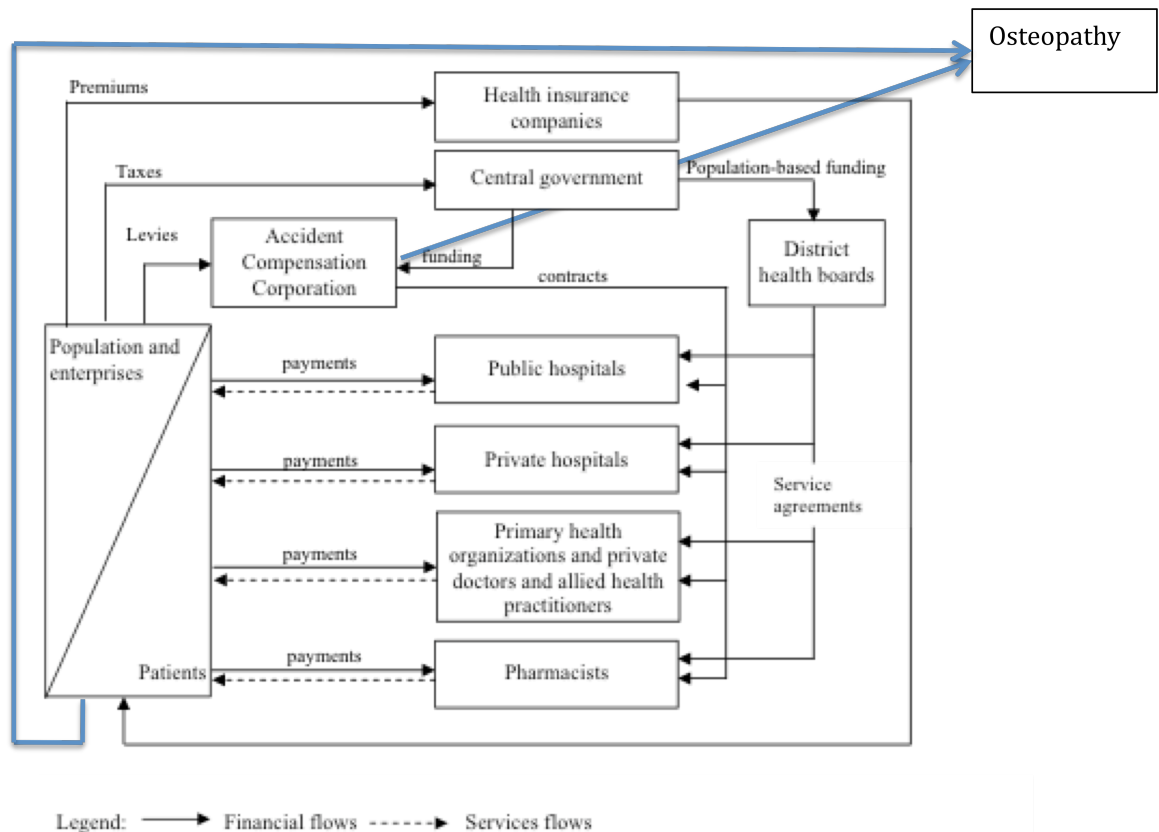 Osteopathy
Premiums
Health insurance
companies
Taxes
Central government
Population-based funding
Levies
Accident
Compensation
Corporation
funding
contracts
District
health boards
Population and
enterprises
payments
Public hospitals
payments
Private hospitals
Service
agreements
payments
Primary health
organizations and private
doctors and allied health
practitioners
payments
Patients
Pharmacists
Legend: Financial flows Services flows